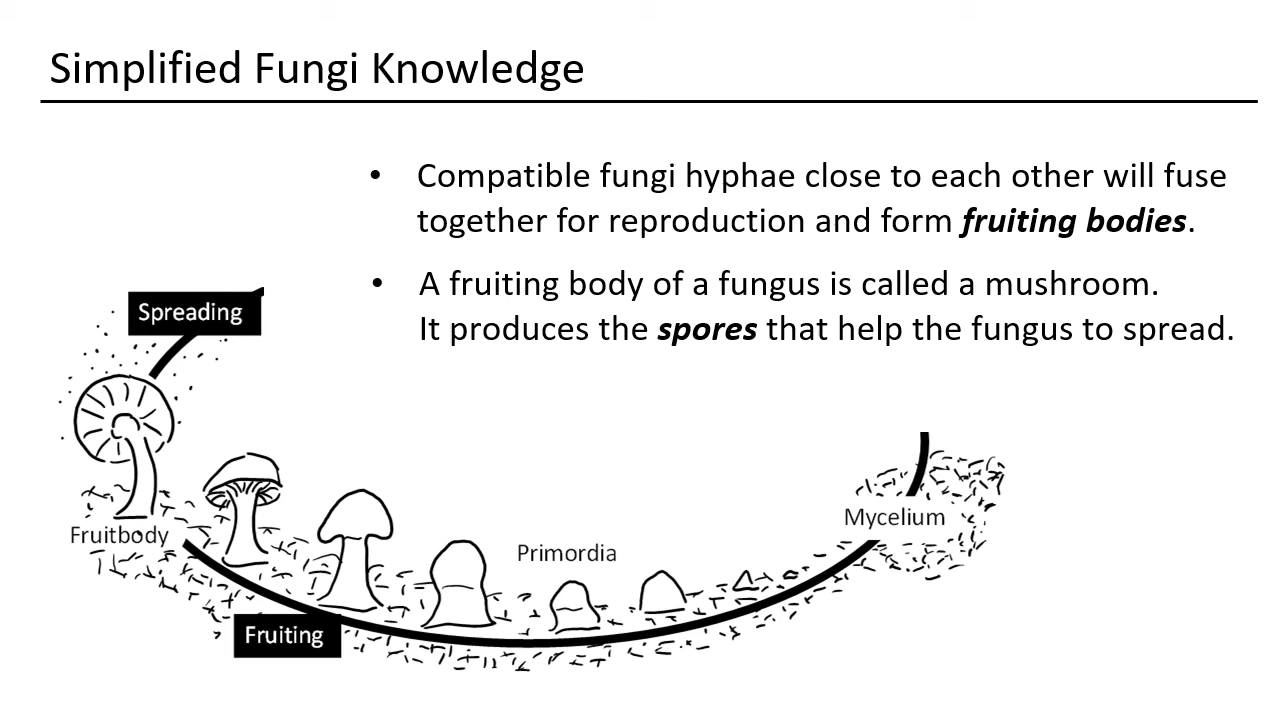 Simplified Fungi Knowledge
• Compatible fungi hyphae close to each other will fuse
together for reproduction and form fruiting bodies.
• A fruiting body of a fungus is called a mushroom.
It produces the spores that help the fungus to spread.
Spreading
Fruitbody
Primordia
Mycelium
Fruiting